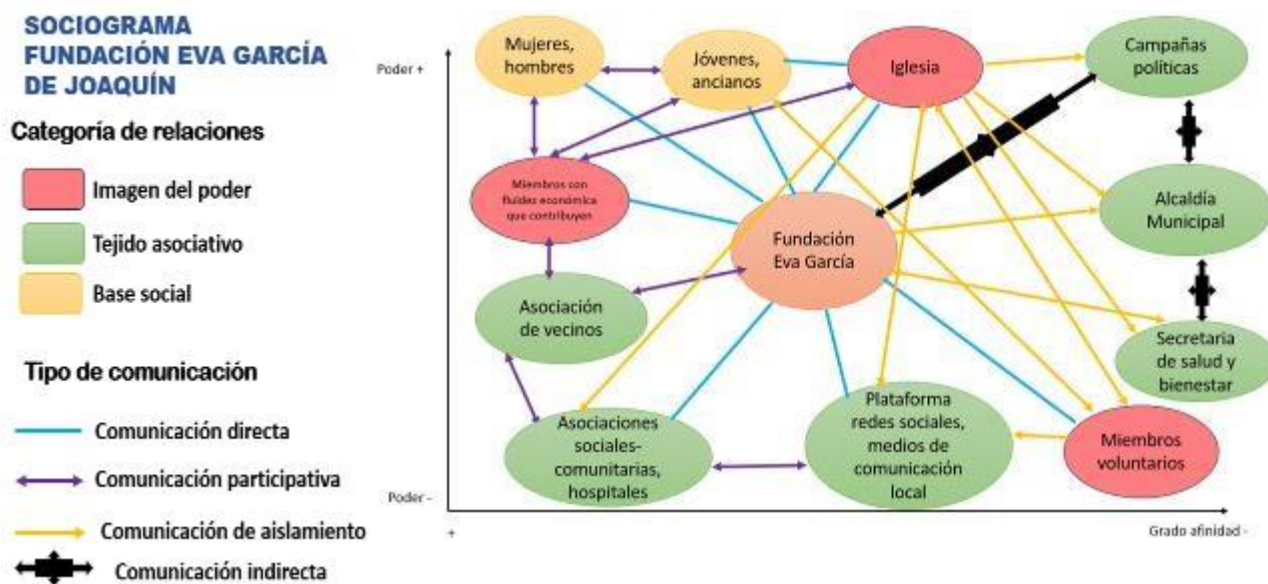 SOCIOGRAMA
FUNDACIÓN EVA GARCÍA
DE JOAQUÍN
Categoría de relaciones
Imagen del poder
Tejido asociativo
Base social
Tipo de comunicación
Comunicación directa
Comunicación participativa
Comunicación de aislamiento
Comunicación indirecta
Poder +
Mujeres,
hombres
Jóvenes,
ancianos
Iglesia
Campañas
políticas
Miembros con
fluidez económica
que contribuyen
Alcaldía
Municipal
Fundación
Eva García
Asociación
de vecinos
Secretaria
de salud y
bienestar
Asociaciones
sociales-
comunitarias,
hospitales
Plataforma
redes sociales,
medios de
comunicación
local
Miembros
voluntarios
Poder -
+
Grado afinidad -